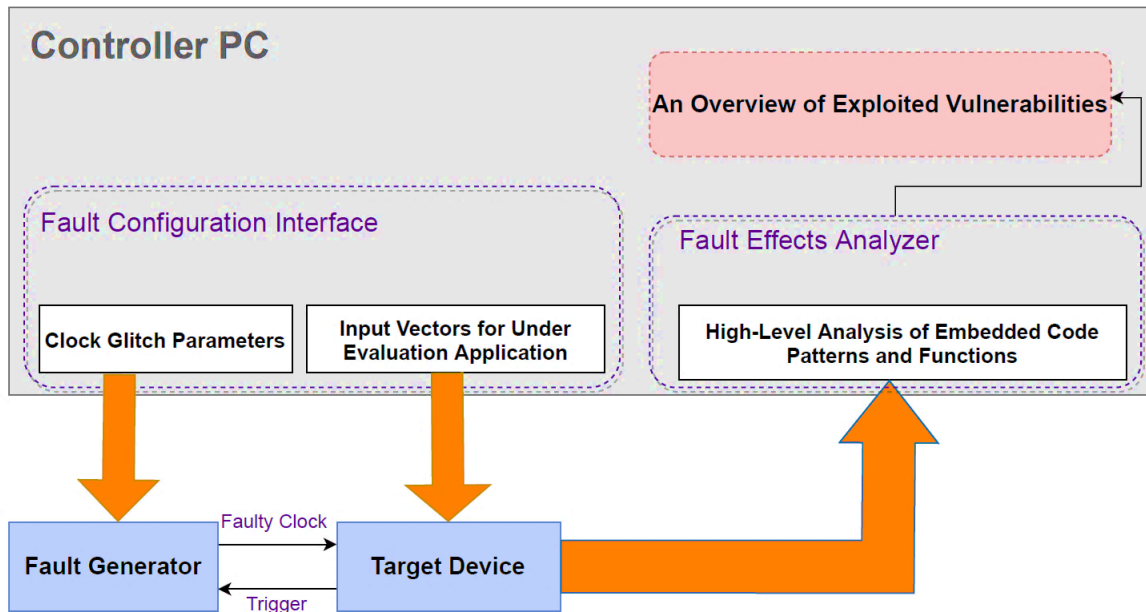 Controller PC
An Overview of Exploited Vulnerabilities
Fault Configuration Interface
Clock Glitch Parameters
Input Vectors for Under
Evaluation Application
Fault Effects Analyzer
High-Level Analysis of Embedded Code
Patterns and Functions
Fault Generator
Faulty Clock
Trigger
Target Device